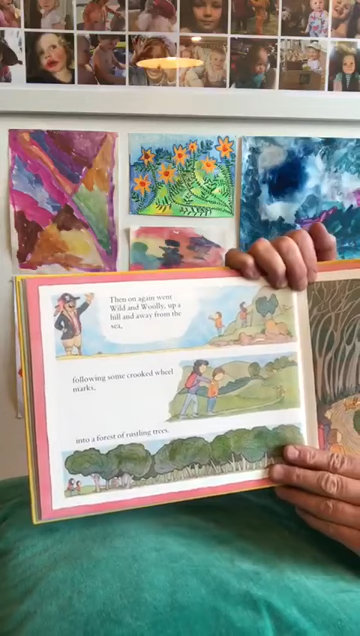 Then on again went
Wild and Woolly, up a
hill and away from the
sea,
following some crooked wheel
marks,
into a forest of rustling trees.